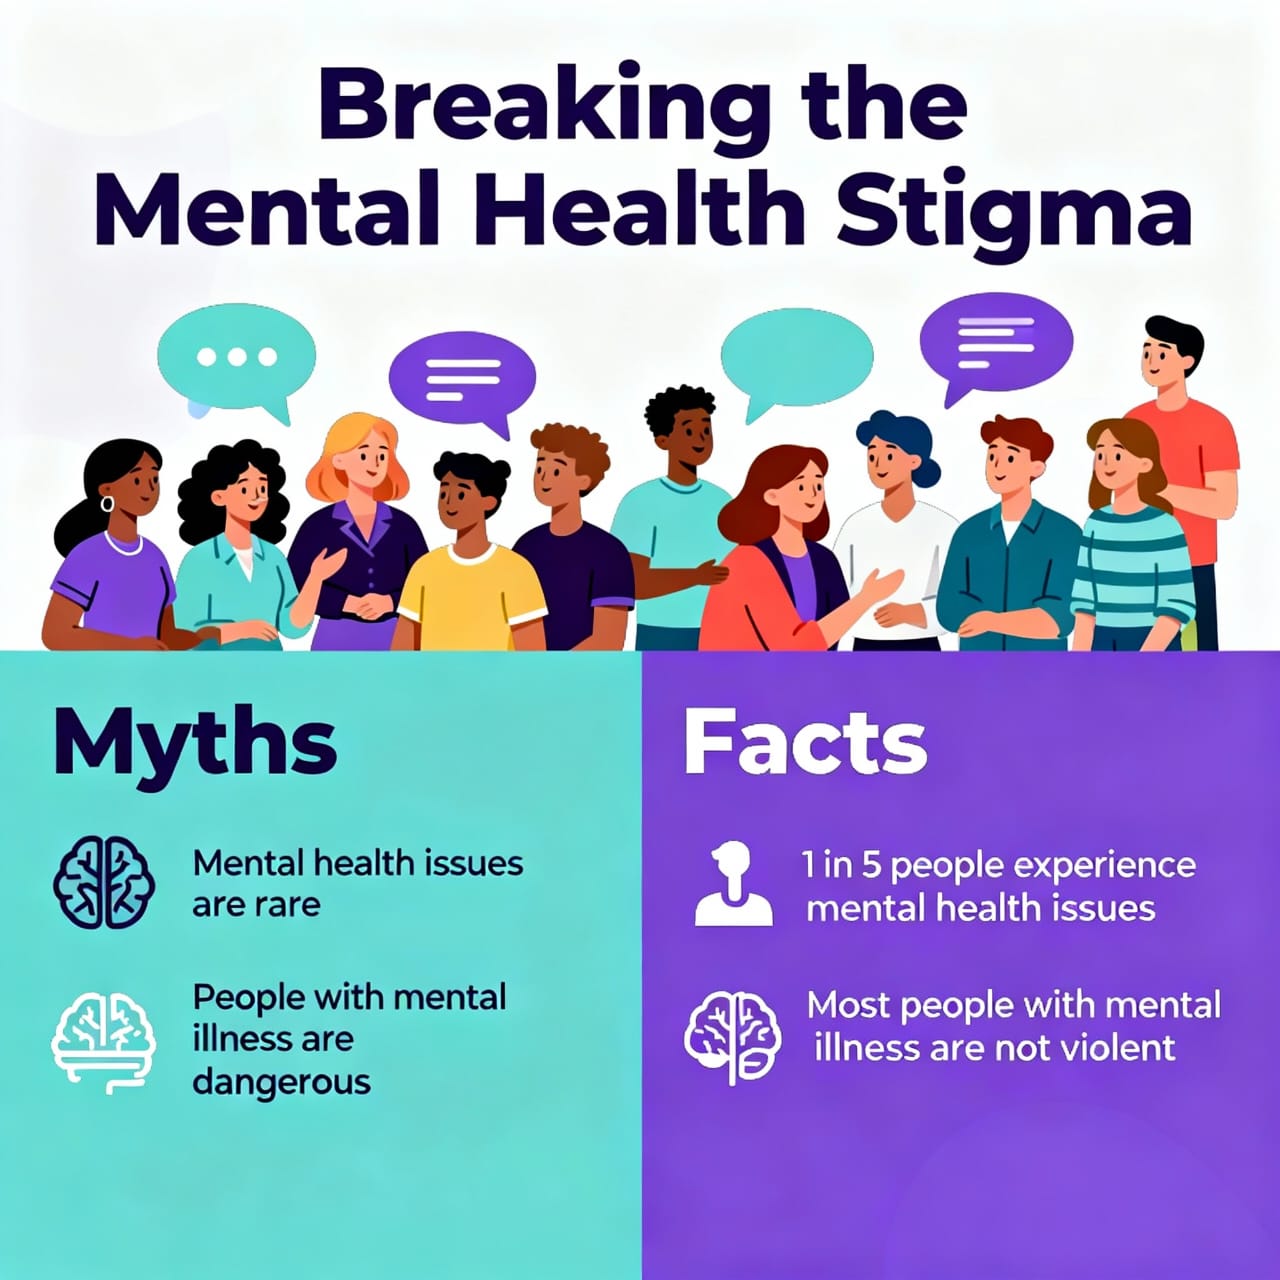 Breaking the
Mental Health Stigma
Myths
Mental health issues
are rare
People with mental
illness are
dangerous
Facts
1 in 5 people experience
mental health issues
Most people with mental
illness are not violent